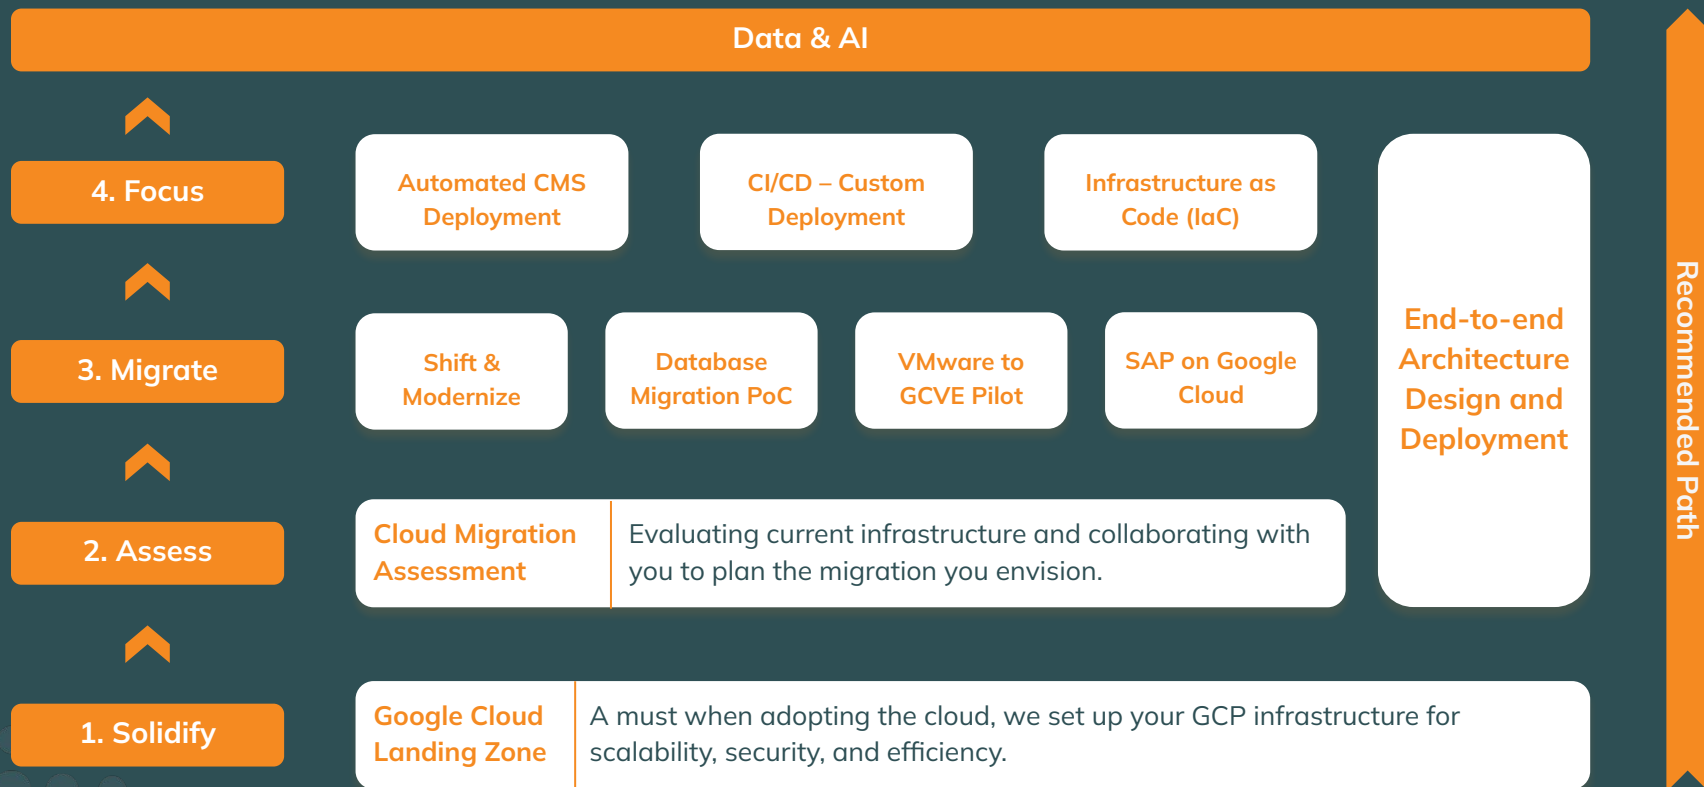 Data & AI
4. Focus
Automated CMS
Deployment
CI/CD – Custom
Deployment
Infrastructure as
Code (IaC)
3. Migrate
Shift &
Modernize
Database
Migration PoC
VMware to
GCVE Pilot
SAP on Google
Cloud
End-to-end
Architecture
Design and
Deployment
2. Assess
Cloud Migration
Assessment
Evaluating current infrastructure and collaborating with
you to plan the migration you envision.
1. Solidify
Google Cloud
Landing Zone
A must when adopting the cloud, we set up your GCP infrastructure for
scalability, security, and efficiency.
Recommended Path